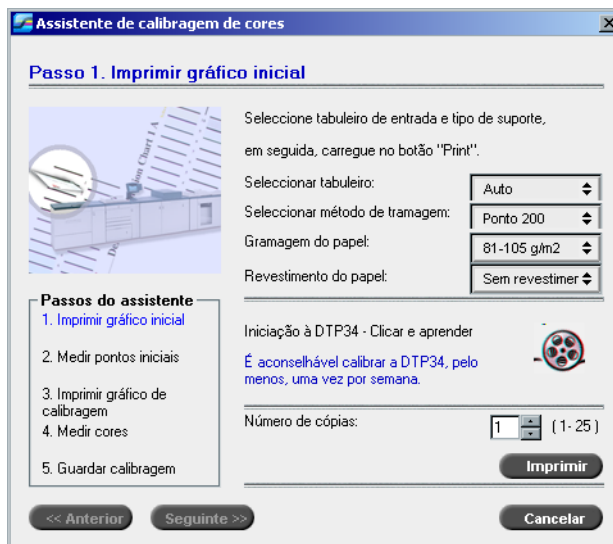 Assistente de calibragem de cores
Passo 1. Imprimir gráfico inicial
Seleccione tabuleiro de entrada e tipo de suporte,
em seguida, carregue no botão "Print".
Seleccionar tabuleiro: Auto
Seleccionar método de tramagem: Ponto 200
Gramagem do papel: 81-105 g/m2
Revestimento do papel: Sem revestimer
Chart 1A
Passos do assistente
1. Imprimir gráfico inicial
2. Medir pontos iniciais
3. Imprimir gráfico de
calibragem
4. Medir cores
5. Guardar calibragem
Iniciação à DTP34 - Clicar e aprender
É aconselhável calibrar a DTP34, pelo
menos, uma vez por semana.
Número de cópias: 1 (1-25)
Imprimir
<< Anterior Seguinte >> Cancelar